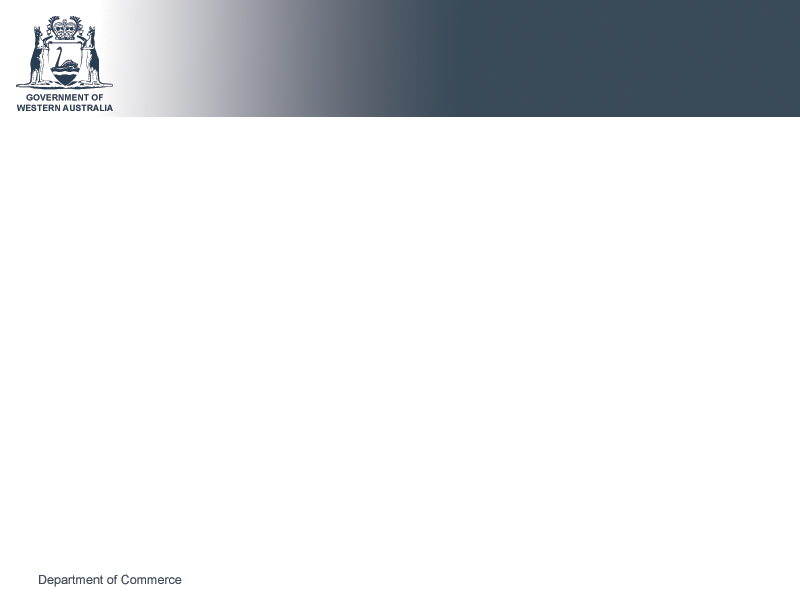 GOVERNMENT OF
WESTERN AUSTRALIA
Department of Commerce